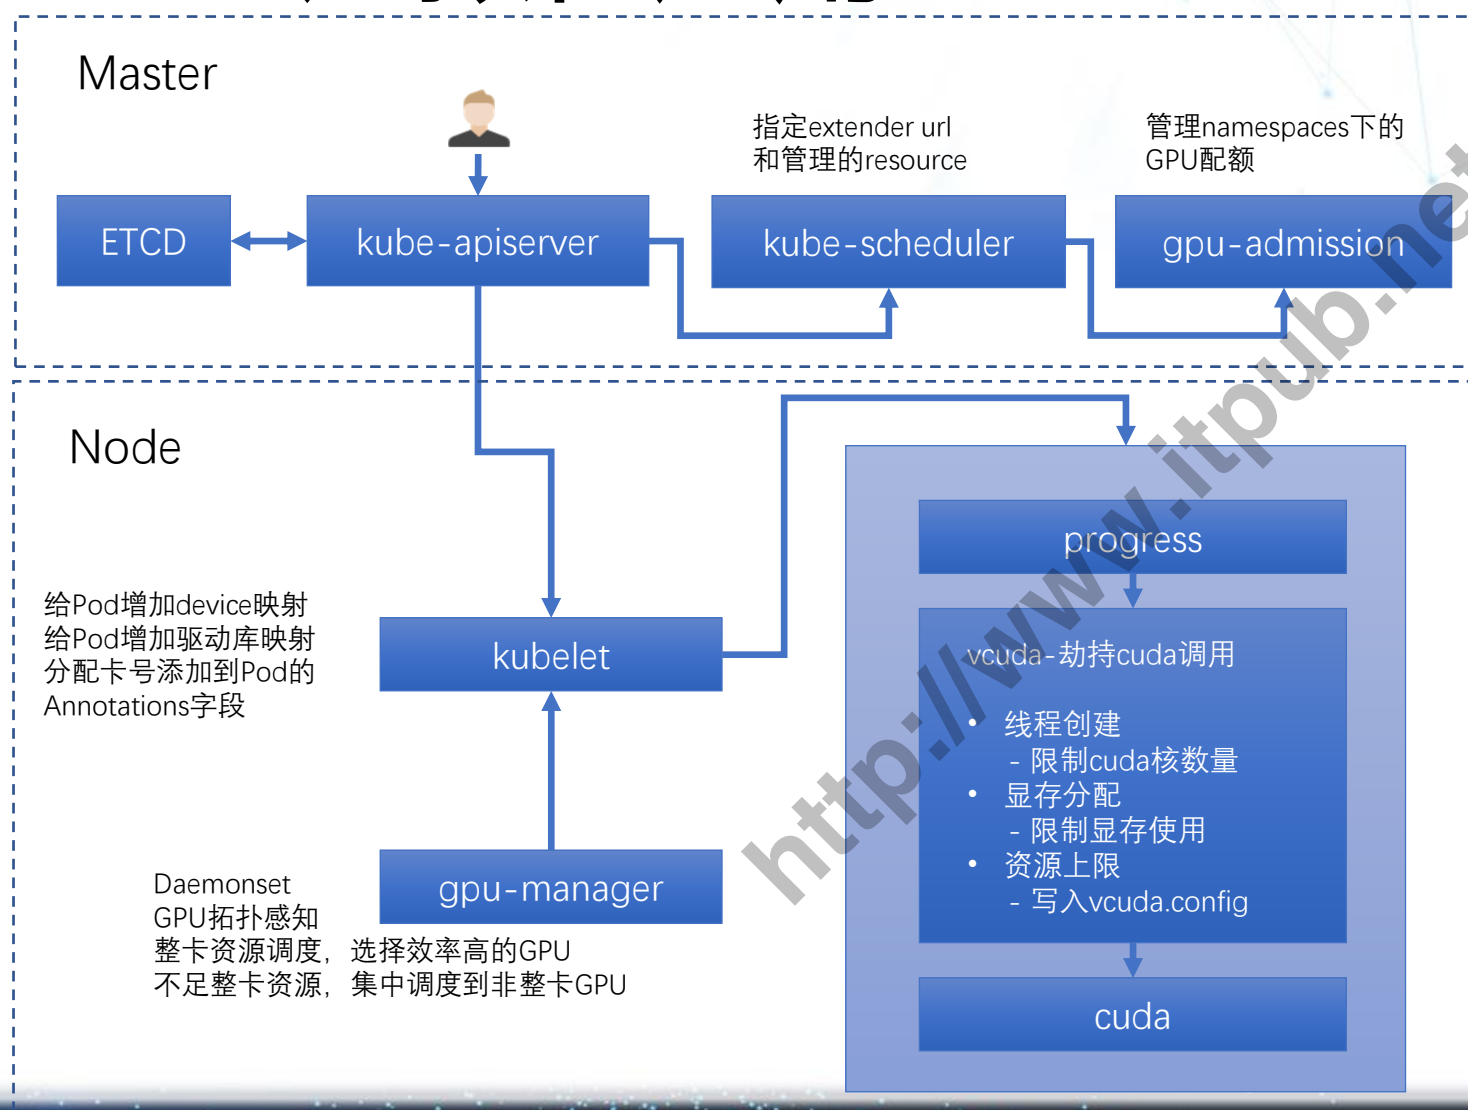 Master
指定extender url
和管理的resource
管理namespaces下的
GPU配额
ETCD
kube-apiserver
kube-scheduler
gpu-admission
Node
progress
给Pod增加device映射
给Pod增加驱动库映射
分配卡号添加到Pod的
Annotations字段
kubelet
vcuda-劫持cuda调用
• 线程创建
- 限制cuda核数量
• 显存分配
- 限制显存使用
• 资源上限
- 写入vcuda.config
gpu-manager
Daemonset
GPU拓扑感知
整卡资源调度，选择效率高的GPU
不足整卡资源，集中调度到非整卡GPU
cuda
http://www.itpub.net